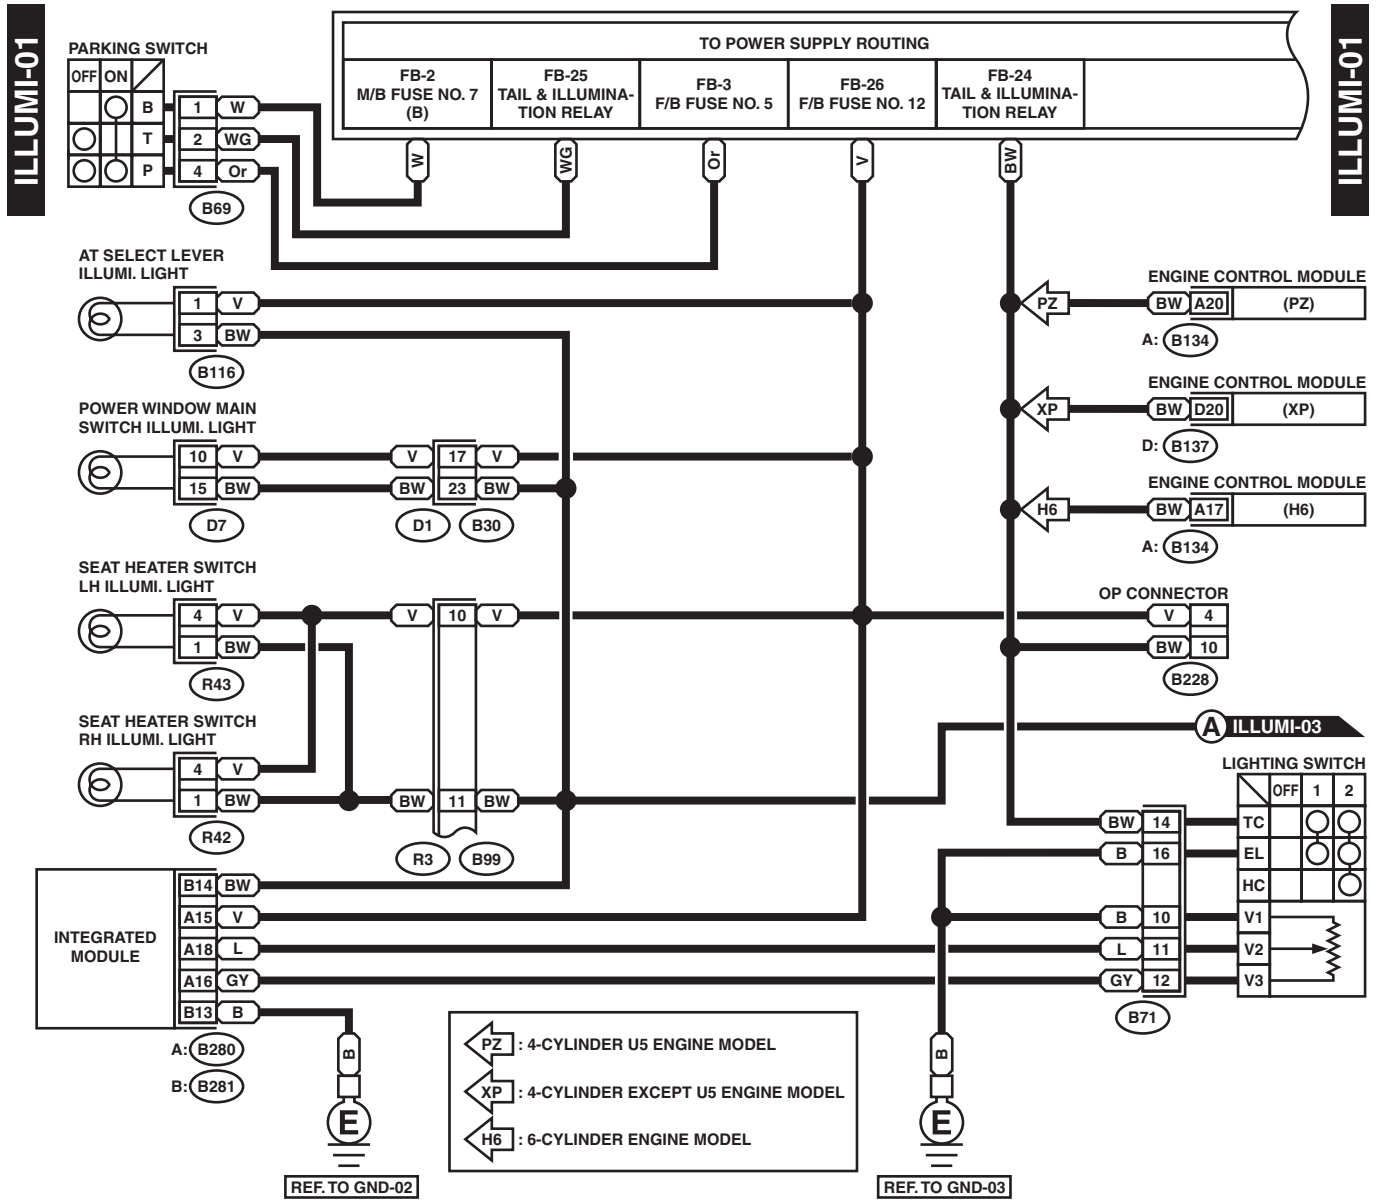 ILLUMI-01
ILLUMI-01
PARKING SWITCH
OFF ON
B 1 W
T 2 WG
P 4 Or
B69
TO POWER SUPPLY ROUTING
FB-2
M/B FUSE NO. 7
(B)
FB-25
TAIL & ILLUMINA-
TION RELAY
FB-3
F/B FUSE NO. 5
FB-26
F/B FUSE NO. 12
FB-24
TAIL & ILLUMINA-
TION RELAY
W WG Or V BW
AT SELECT LEVER
ILLUMI. LIGHT
1 V
3 BW
B116
PZ
ENGINE CONTROL MODULE
BW A20 (PZ)
A: B134
XP
ENGINE CONTROL MODULE
BW D20 (XP)
D: B137
H6
ENGINE CONTROL MODULE
BW A17 (H6)
A: B134
POWER WINDOW MAIN
SWITCH ILLUMI. LIGHT
10 V V 17 V
15 BW BW 23 BW
D7 D1 B30
SEAT HEATER SWITCH
LH ILLUMI. LIGHT
4 V V 10 V
1 BW
R43
OP CONNECTOR
V 4
BW 10
B228
SEAT HEATER SWITCH
RH ILLUMI. LIGHT
4 V
1 BW BW 11 BW
R42 R3 B99
A ILLUMI-03
LIGHTING SWITCH
OFF 1 2
BW 14 TC
B 16 EL
HC
B 10 V1
L 11 V2
GY 12 V3
B71
INTEGRATED
MODULE
B14 BW
A15 V
A18 L
A16 GY
B13 B
A: B280
B: B281
B
E
REF. TO GND-02
PZ : 4-CYLINDER U5 ENGINE MODEL
XP : 4-CYLINDER EXCEPT U5 ENGINE MODEL
H6 : 6-CYLINDER ENGINE MODEL
B
E
REF. TO GND-03